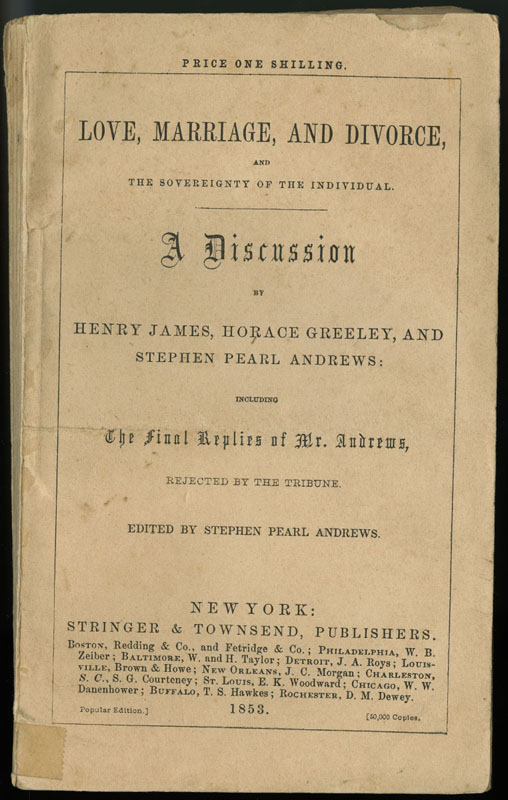 PRICE ONE SHILLING.
LOVE, MARRIAGE, AND DIVORCE,
AND
THE SOVEREIGNTY OF THE INDIVIDUAL.
A Discussion
BY
HENRY JAMES, HORACE GREELEY, AND
STEPHEN PEARL ANDREWS:
INCLUDING
The Final Replies of Mr. Andrews,
REJECTED BY THE TRIBUNE.
EDITED BY STEPHEN PEARL ANDREWS.
NEW YORK:
STRINGER & TOWNSEND, PUBLISHERS.
BOSTON, Redding & Co., and Fetridge & Co.; PHILADELPHIA, W. B.
Zeiber; BALTIMORE, W. and H. Taylor; DETROIT, J. A. Roys; LOUIS-
VILLE, Brown & Howe; NEW ORLEANS, J. C. Morgan; CHARLESTON,
S. C., S. G. Courteney; ST. LOUIS, E. K. Woodward; CHICAGO, W. W.
Danenhower; BUFFALO, T. S. Hawkes; ROCHESTER, D. M. Dewey.
Popular Edition.] 1853. [50,000 Copies.